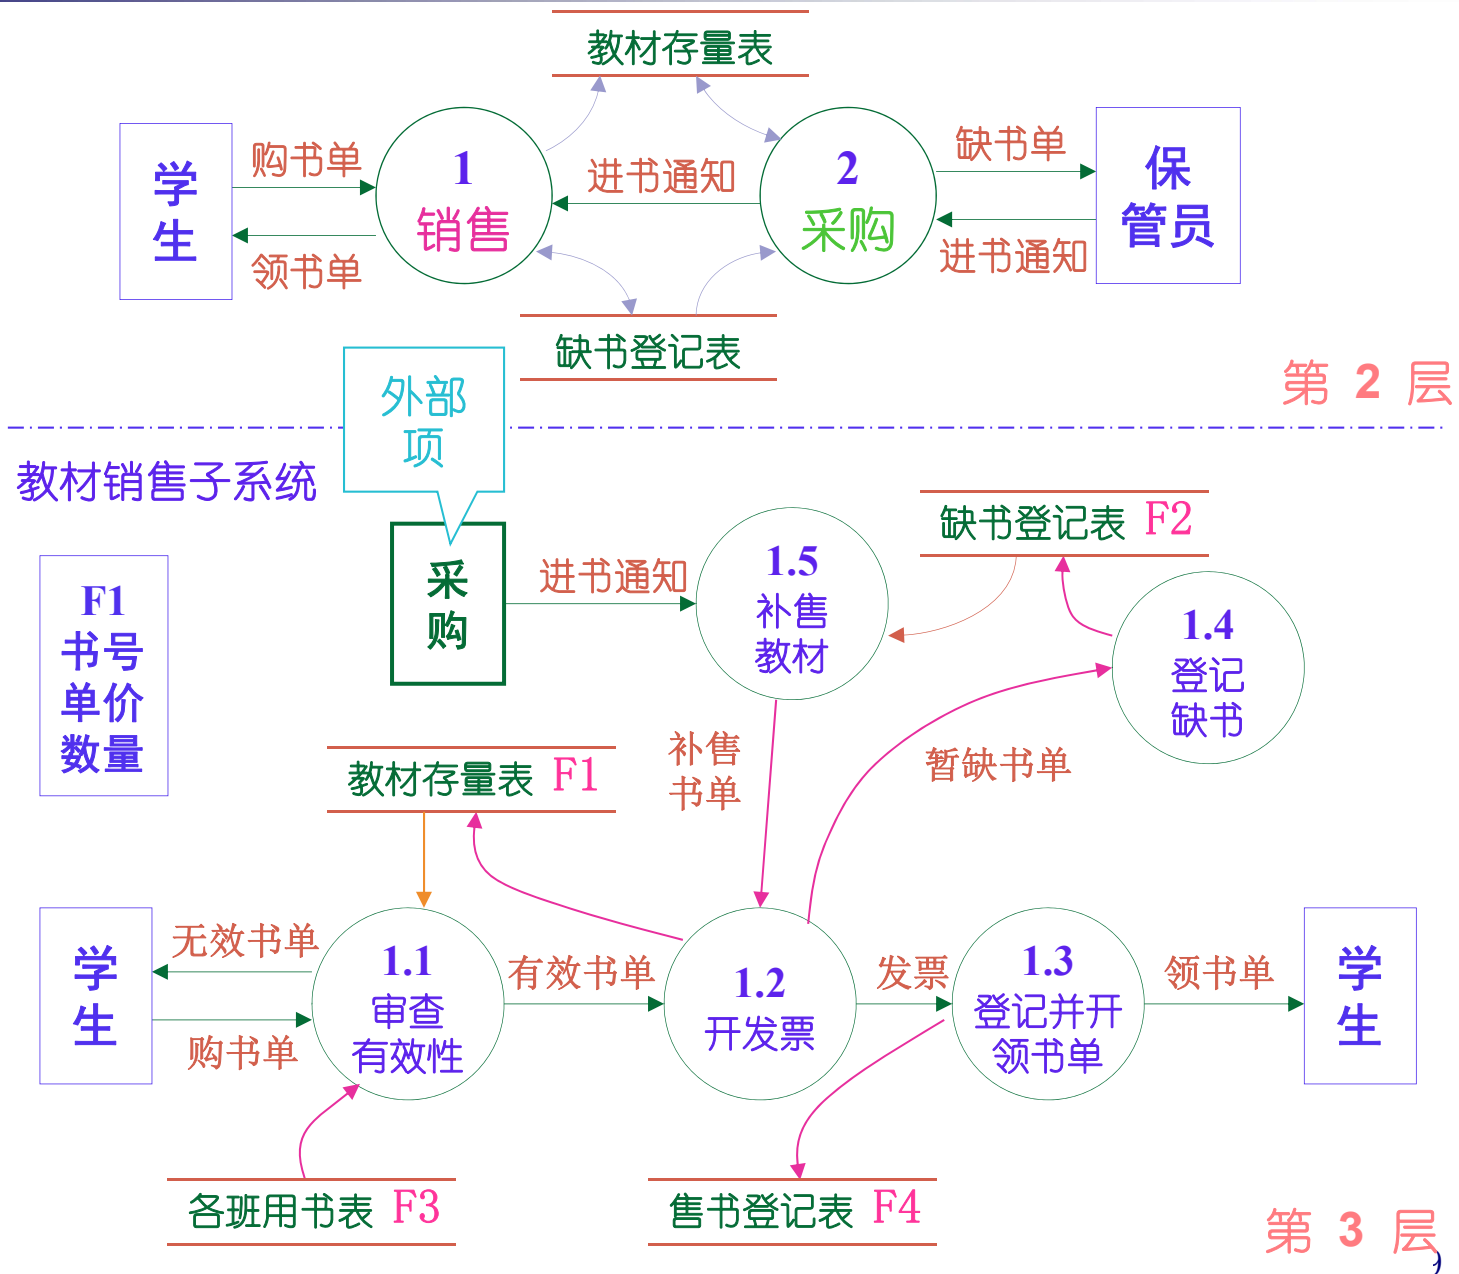 教材存量表
学
生
购书单
领书单
1
销售
进书通知
2
采购
缺书单
进书通知
保
管员
缺书登记表
第 2 层
外部
项
教材销售子系统
采
购
进书通知
1.5
补售
教材
缺书登记表 F2
1.4
登记
缺书
F1
书号
单价
数量
教材存量表 F1
补售
书单
暂缺书单
学
生
无效书单
购书单
1.1
审查
有效性
有效书单
1.2
开发票
发票
1.3
登记并开
领书单
领书单
学
生
各班用书表 F3
售书登记表 F4
第 3 层